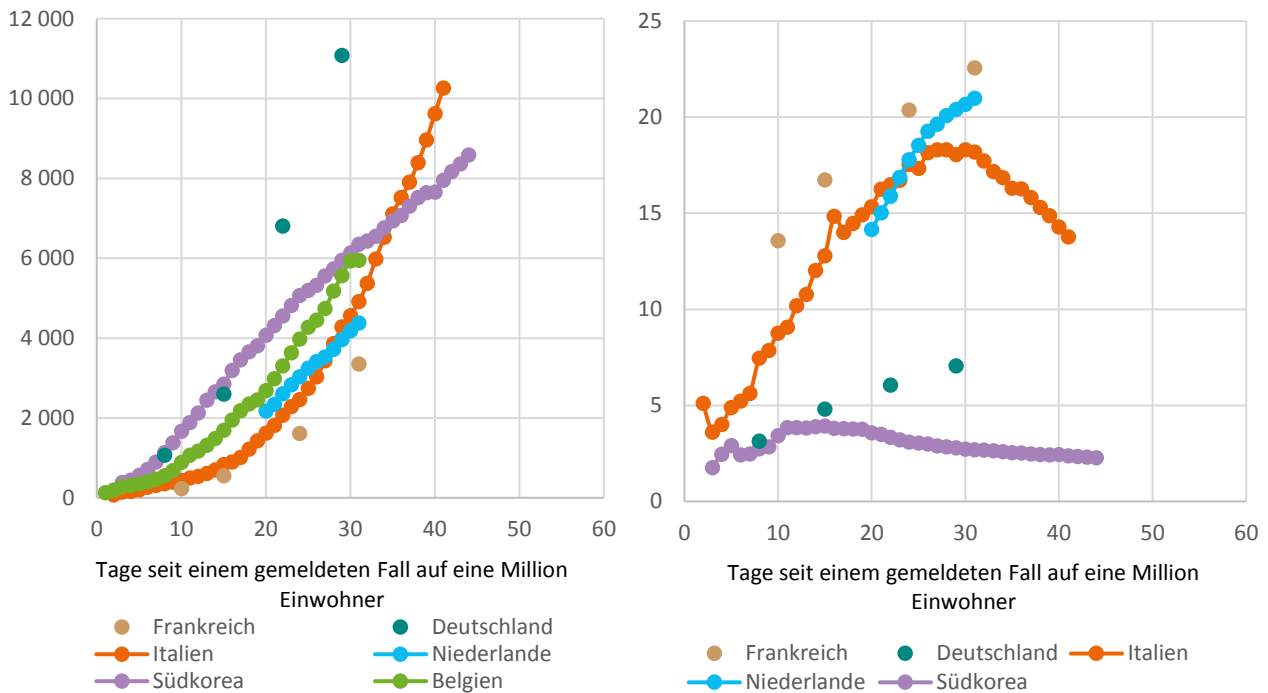 12 000
10 000
8 000
6 000
4 000
2 000
0
0 10 20 30 40 50 60
Tage seit einem gemeldeten Fall auf eine Million
Einwohner
Frankreich Deutschland
Italien Niederlande
Südkorea Belgien
25
20
15
10
5
0
0 10 20 30 40 50 60
Tage seit einem gemeldeten Fall auf eine Million
Einwohner
Frankreich Deutschland Italien
Niederlande Südkorea